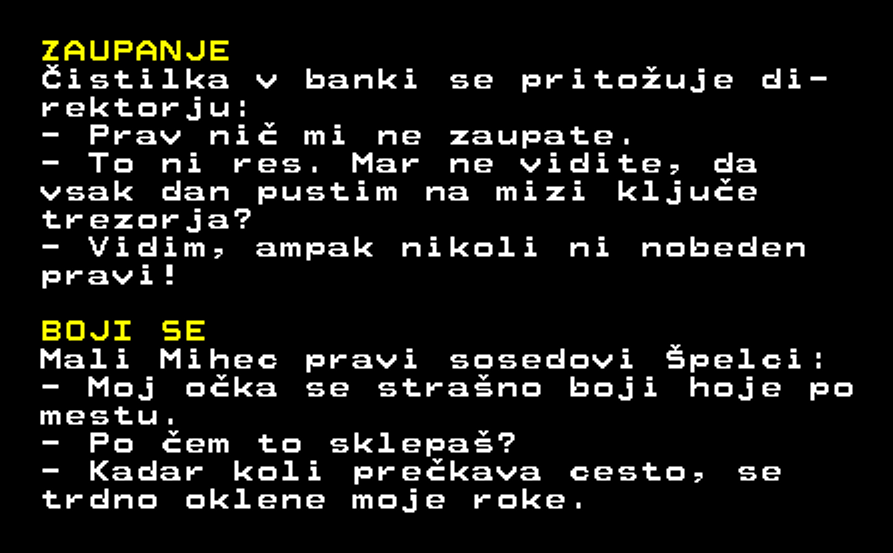 ZAUPANJE
Čistilka v banki se pritožuje di-
rektorju:
- Prav nič mi ne zaupate.
- To ni res. Mar ne vidite, da
vsak dan pustim na mizi ključe
trezorja?
- Vidim, ampak nikoli ni nobeden
pravi!
BOJI SE
Mali Mihec pravi sosedovi Špelci:
- Moj očka se strašno boji hoje po
mestu.
- Po čem to sklepaš?
- Kadar koli prečkava cesto, se
trdno oklene moje roke.